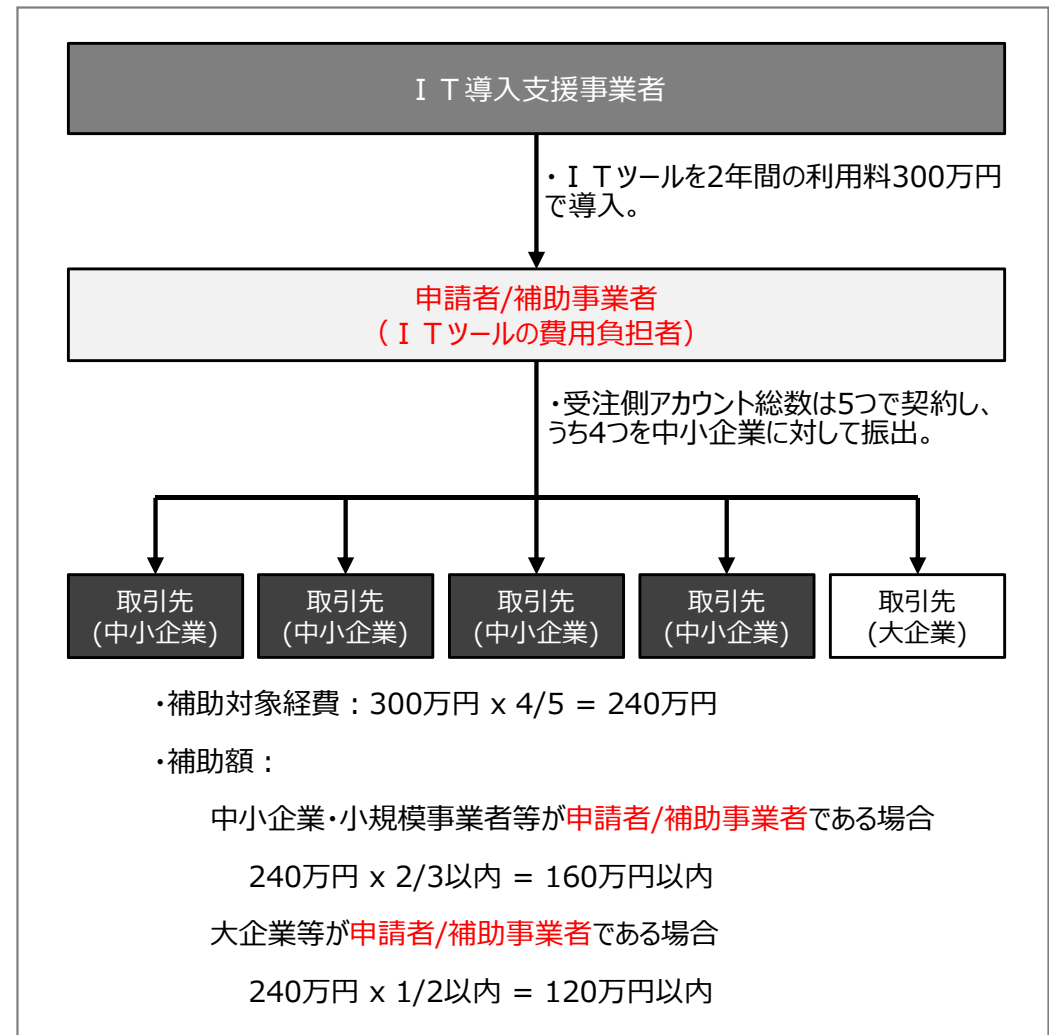 ＩＴ導入支援事業者
・ＩＴツールを2年間の利用料300万円
で導入。
申請者/補助事業者
（ＩＴツールの費用負担者）
・受注側アカウント総数は5つで契約し、
うち4つを中小企業に対して振出。
取引先
(中小企業)
取引先
(中小企業)
取引先
(中小企業)
取引先
(中小企業)
取引先
(大企業)
・補助対象経費：300万円 x 4/5 = 240万円
・補助額：
中小企業・小規模事業者等が申請者/補助事業者である場合
240万円 x 2/3以内 = 160万円以内
大企業等が申請者/補助事業者である場合
240万円 x 1/2以内 = 120万円以内